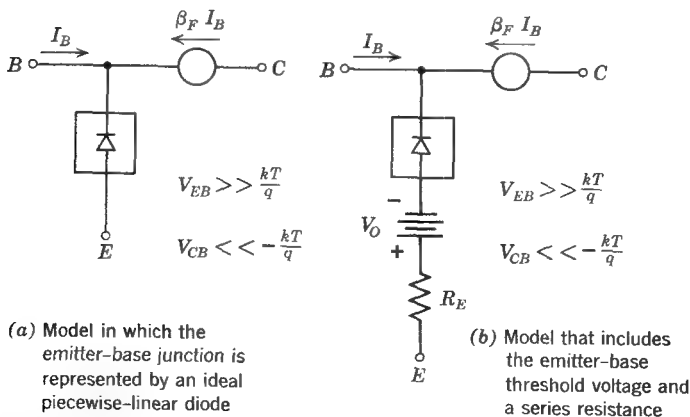 β_F I_B
I_B
B
C
V_EB >> kT/q
V_CB << - kT/q
E
(a) Model in which the
emitter-base junction is
represented by an ideal
piecewise-linear diode
β_F I_B
I_B
B
C
V_EB >> kT/q
-
V_O
+
V_CB << - kT/q
R_E
E
(b) Model that includes
the emitter-base
threshold voltage and
a series resistance